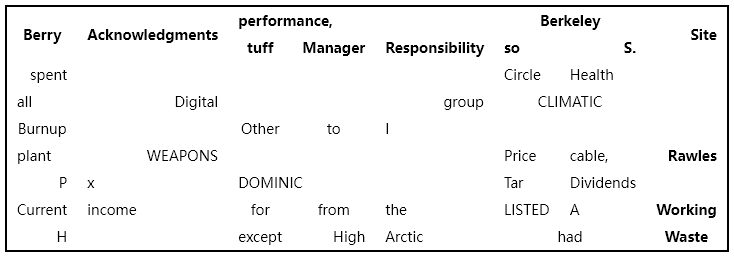 performance, Berkeley
Berry Acknowledgments tuff Manager Responsibility so S. Site
spent Circle Health
all Digital group CLIMATIC
Burnup Other to I
plant WEAPONS Price cable, Rawles
P x DOMINIC Tar Dividends
Current income for from the LISTED A Working
H except High Arctic had Waste